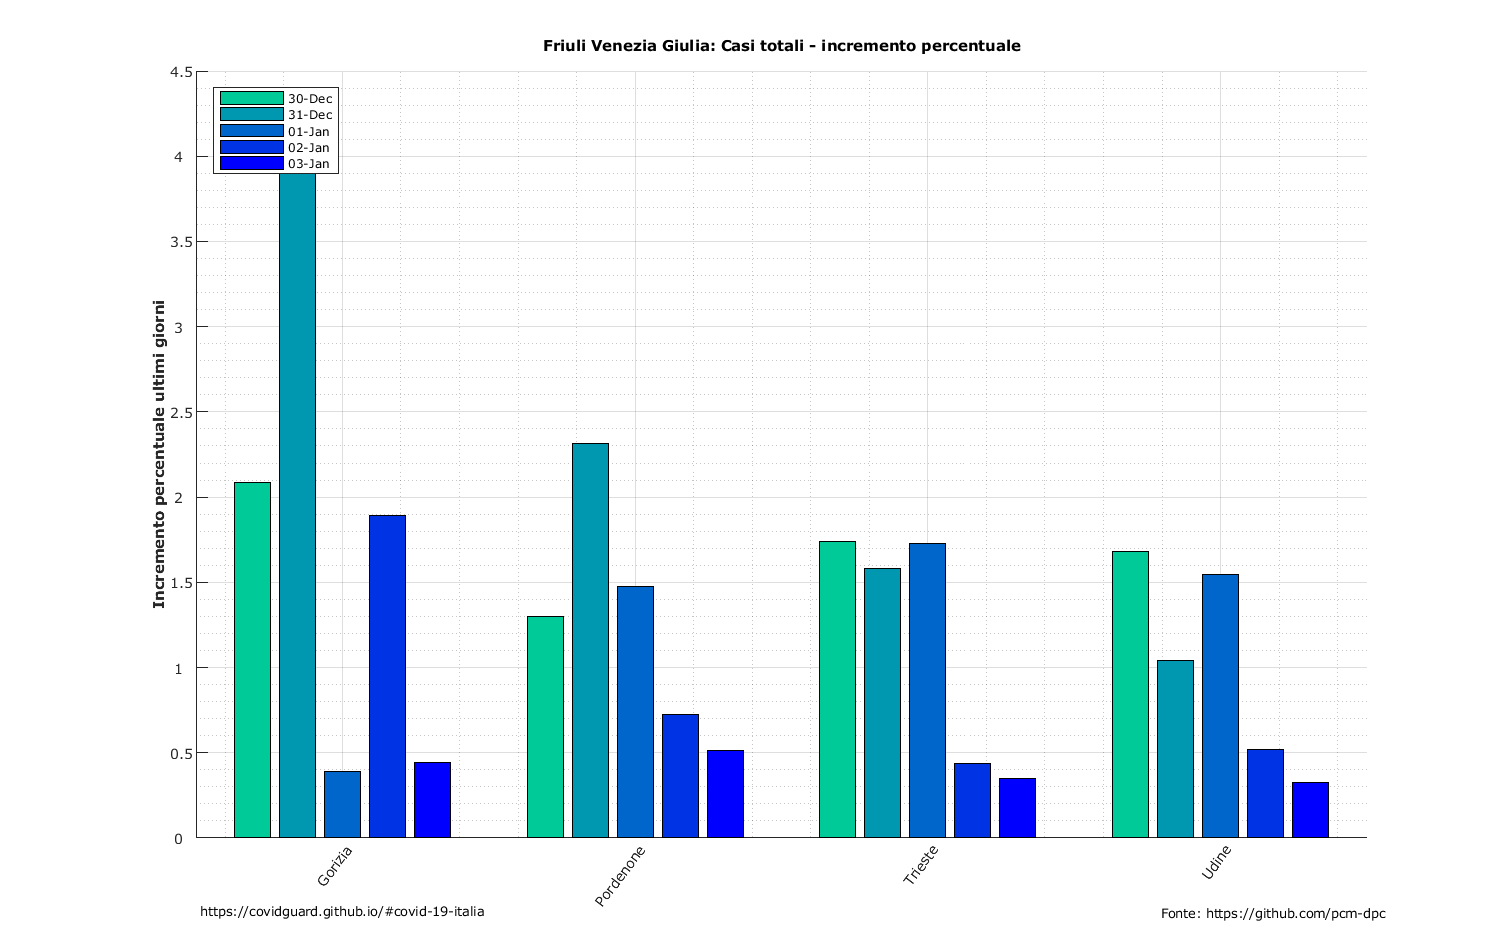 Friuli Venezia Giulia: Casi totali - incremento percentuale
4.5
4
3.5
3
2.5
2
1.5
1
0.5
0
Incremento percentuale ultimi giorni
30-Dec
31-Dec
01-Jan
02-Jan
03-Jan
Gorizia
Pordenone
Trieste
Udine
https://covidguard.github.io/#covid-19-italia
Fonte: https://github.com/pcm-dpc